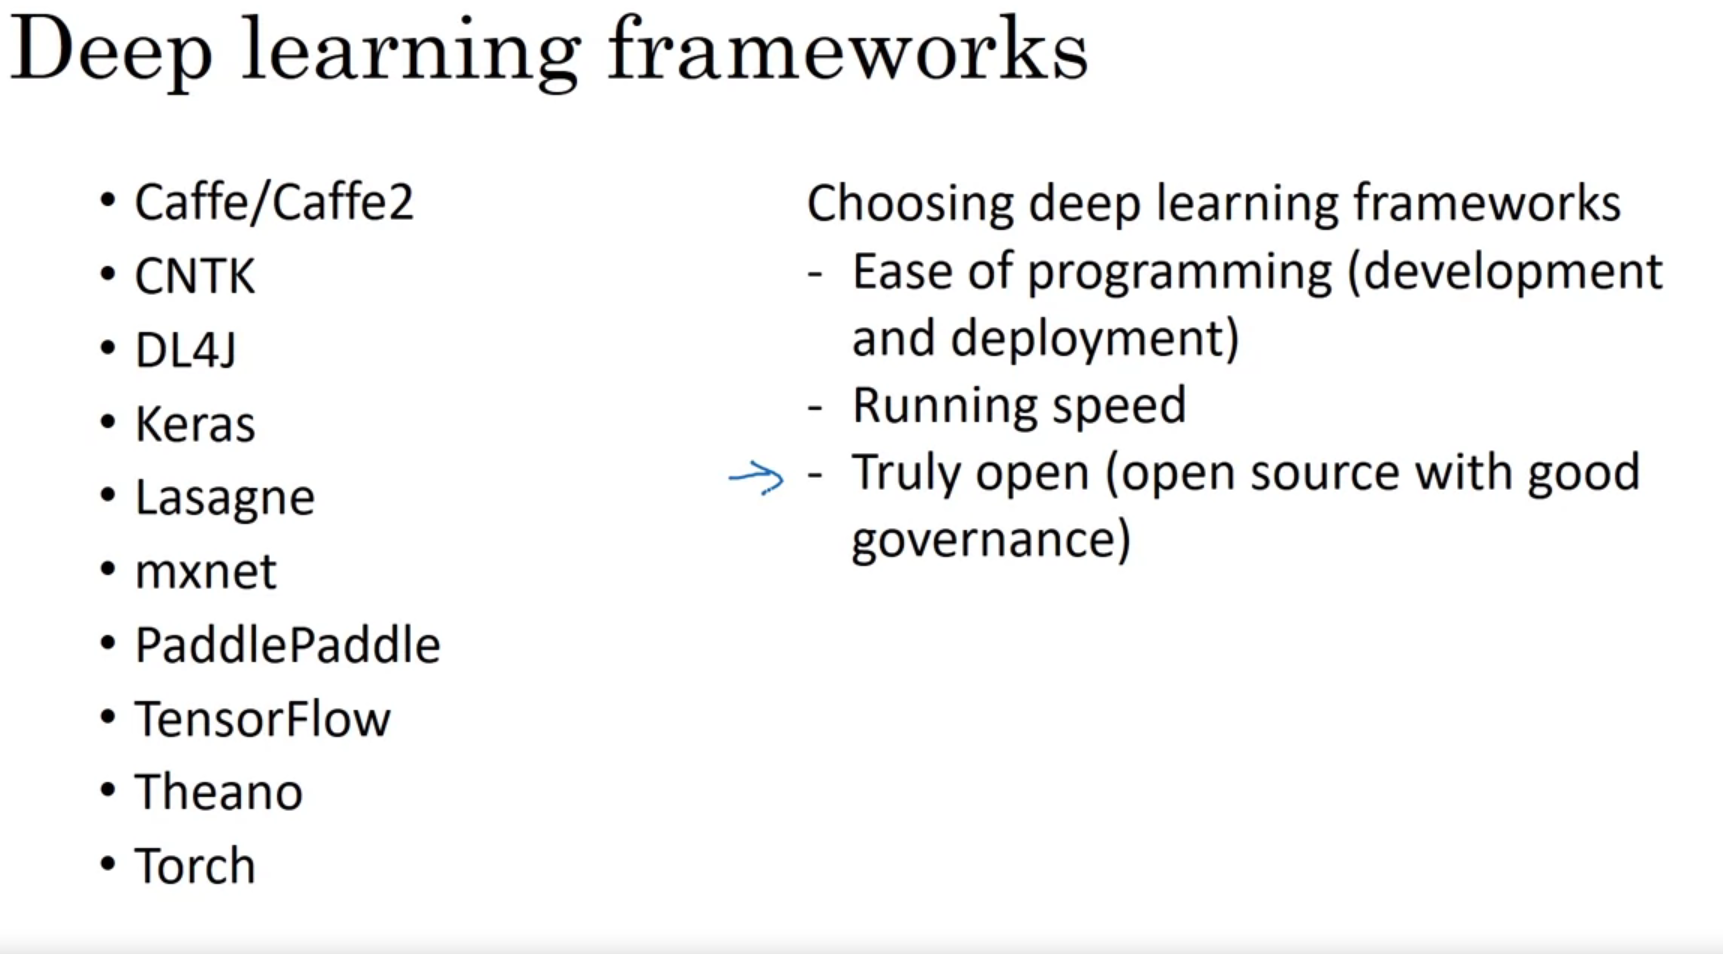 Deep learning frameworks
• Caffe/Caffe2
• CNTK
• DL4J
• Keras
• Lasagne
• mxnet
• PaddlePaddle
• TensorFlow
• Theano
• Torch
Choosing deep learning frameworks
- Ease of programming (development
and deployment)
- Running speed
- Truly open (open source with good
governance)